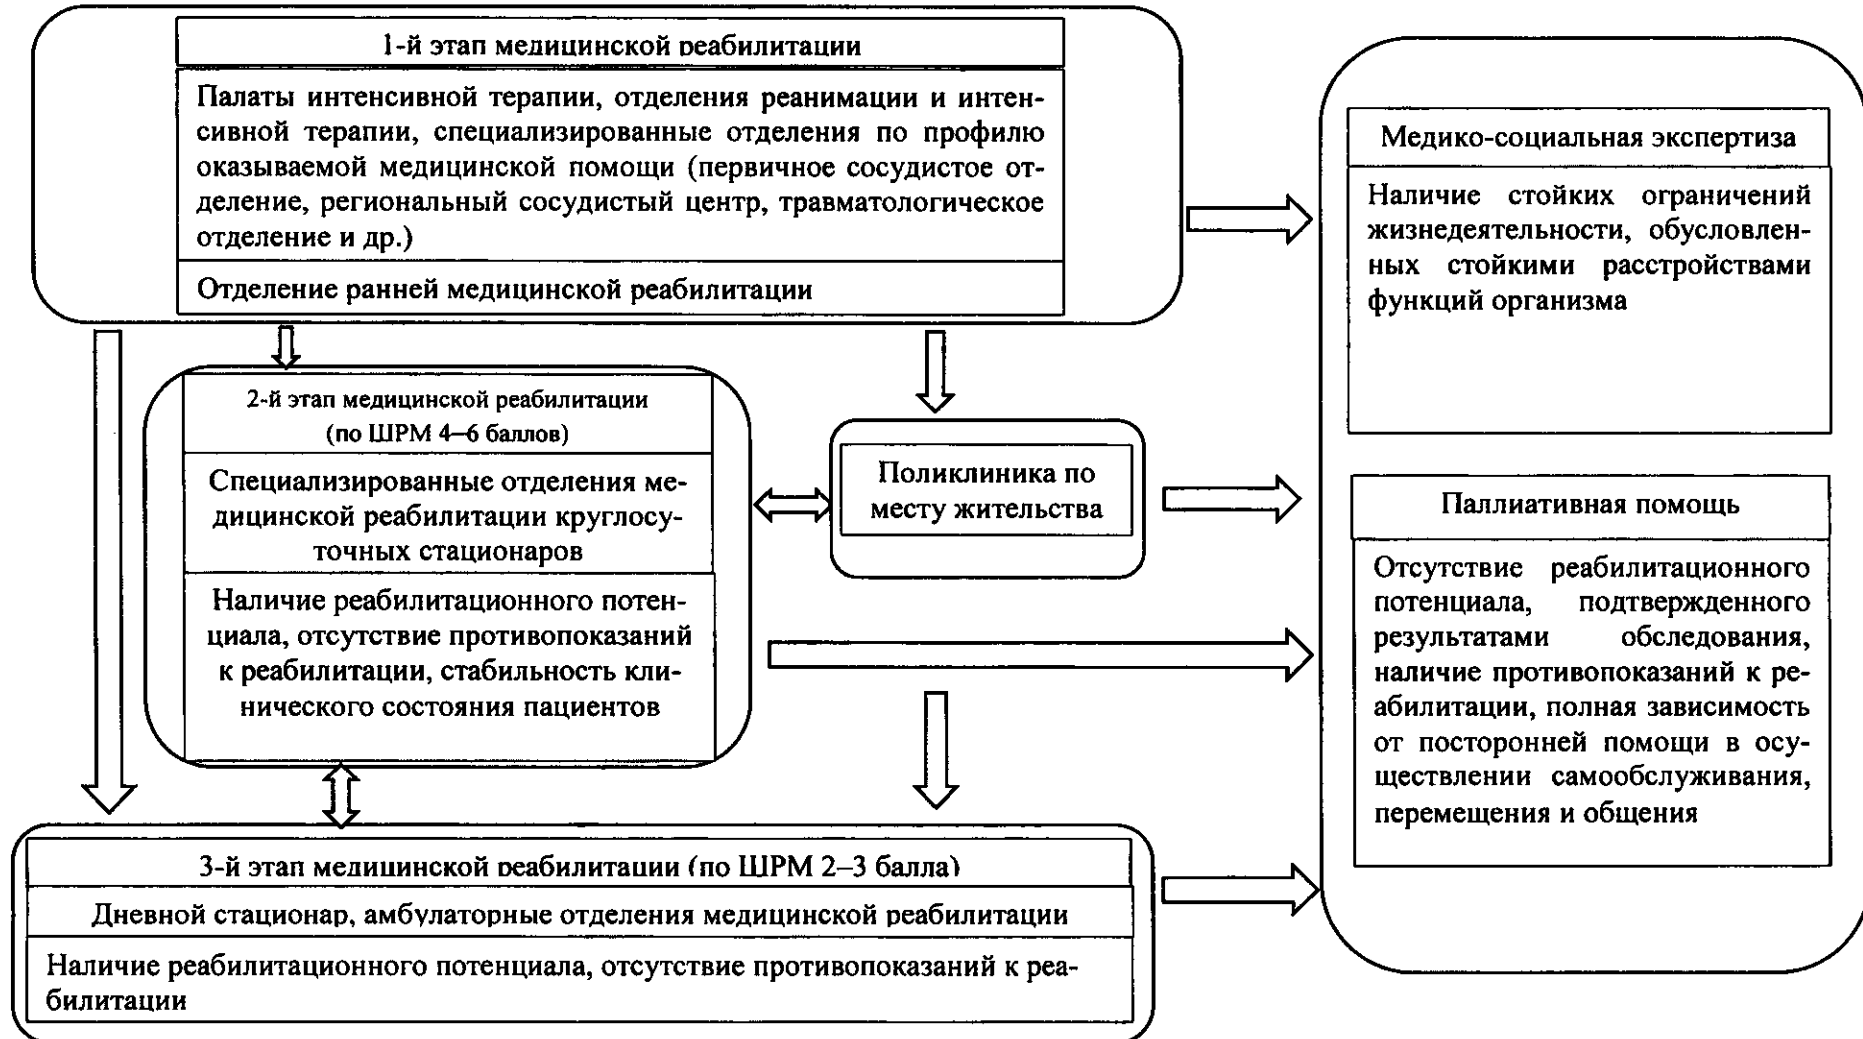 1-й этап медицинской реабилитации
Палаты интенсивной терапии, отделения реанимации и интен-
сивной терапии, специализированные отделения по профилю
оказываемой медицинской помощи (первичное сосудистое от-
деление, региональный сосудистый центр, травматологическое
отделение и др.)
Отделение ранней медицинской реабилитации
2-й этап медицинской реабилитации
(по ШРМ 4–6 баллов)
Специализированные отделения ме-
дицинской реабилитации круглосу-
точных стационаров
Наличие реабилитационного потен-
циала, отсутствие противопоказаний
к реабилитации, стабильность кли-
нического состояния пациентов
Поликлиника по
месту жительства
3-й этап медицинской реабилитации (по ШРМ 2–3 балла)
Дневной стационар, амбулаторные отделения медицинской реабилитации
Наличие реабилитационного потенциала, отсутствие противопоказаний к реа-
билитации
Медико-социальная экспертиза
Наличие стойких ограничений
жизнедеятельности, обусловлен-
ных стойкими расстройствами
функций организма
Паллиативная помощь
Отсутствие реабилитационного
потенциала, подтвержденного
результатами обследования,
наличие противопоказаний к ре-
абилитации, полная зависимость
от посторонней помощи в осу-
ществлении самообслуживания,
перемещения и общения